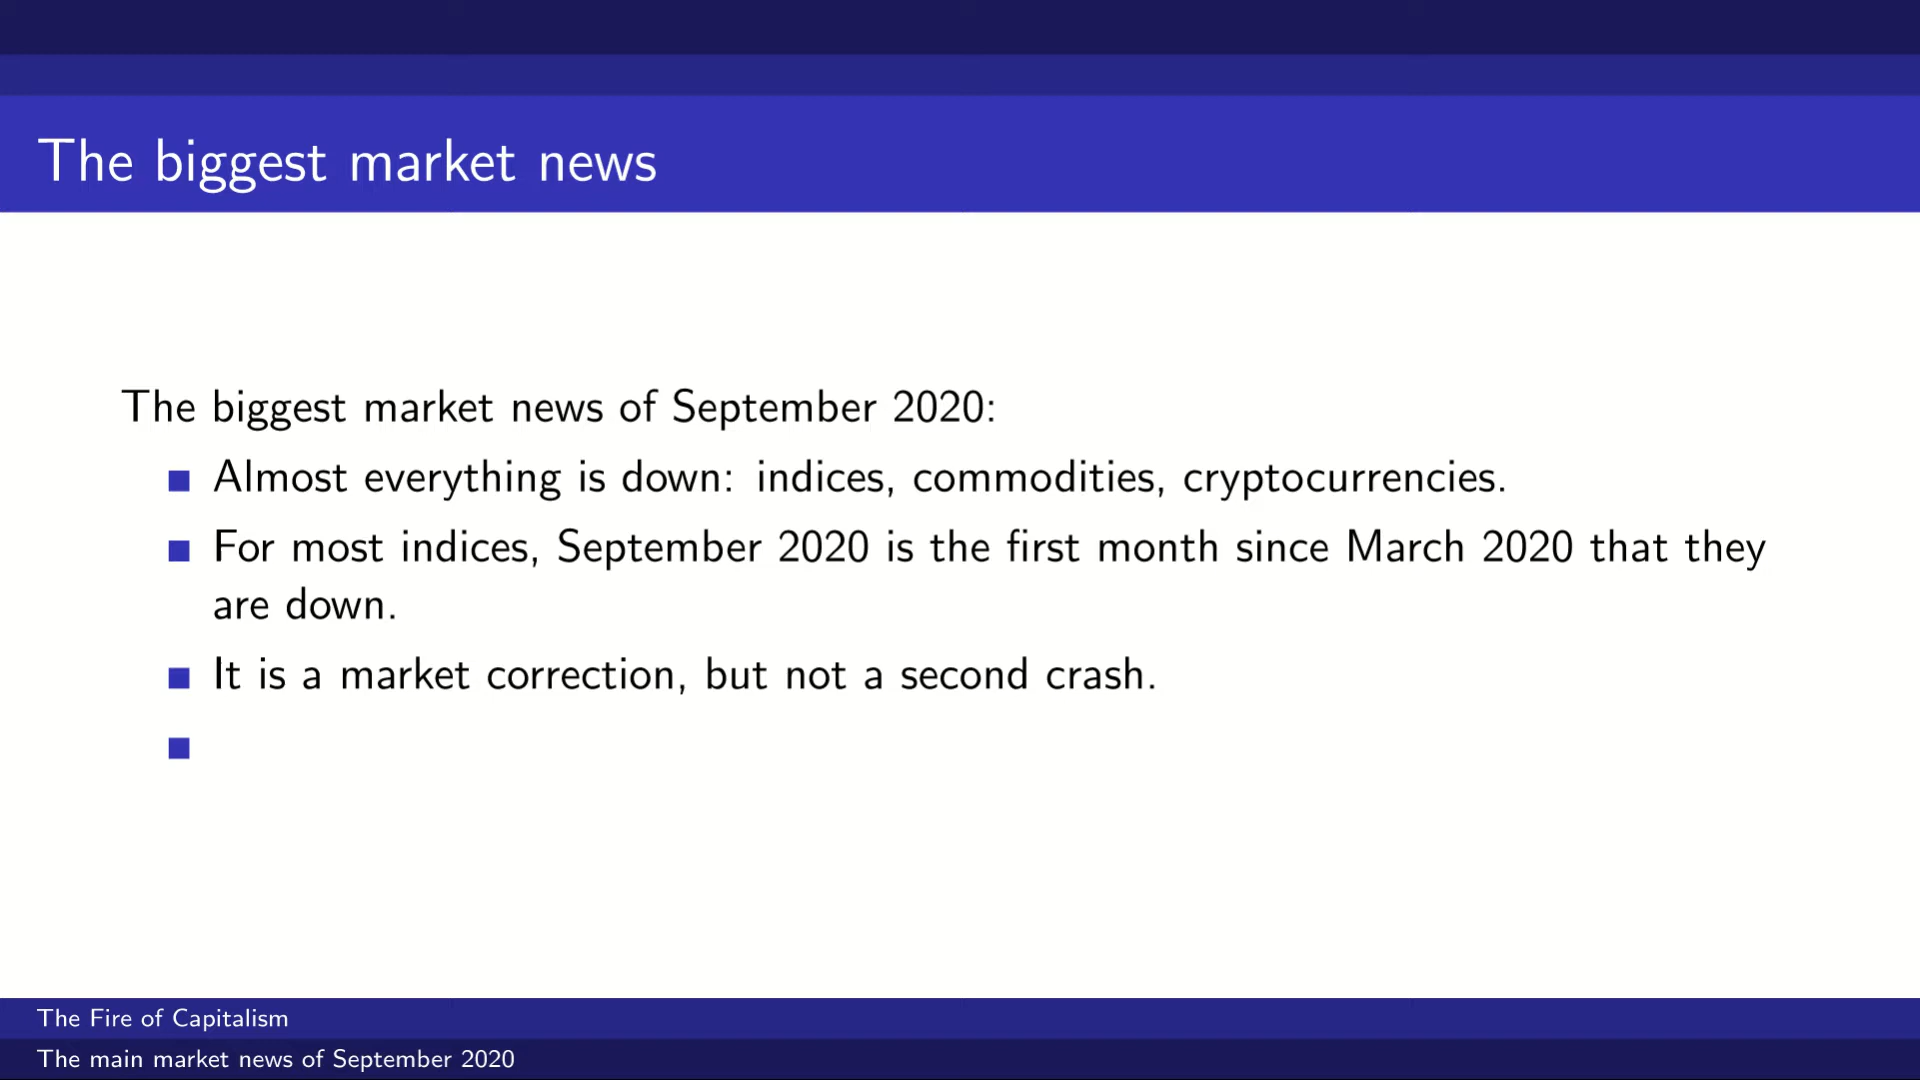 The biggest market news
The biggest market news of September 2020:
Almost everything is down: indices, commodities, cryptocurrencies.
For most indices, September 2020 is the first month since March 2020 that they
are down.
It is a market correction, but not a second crash.
The Fire of Capitalism
The main market news of September 2020